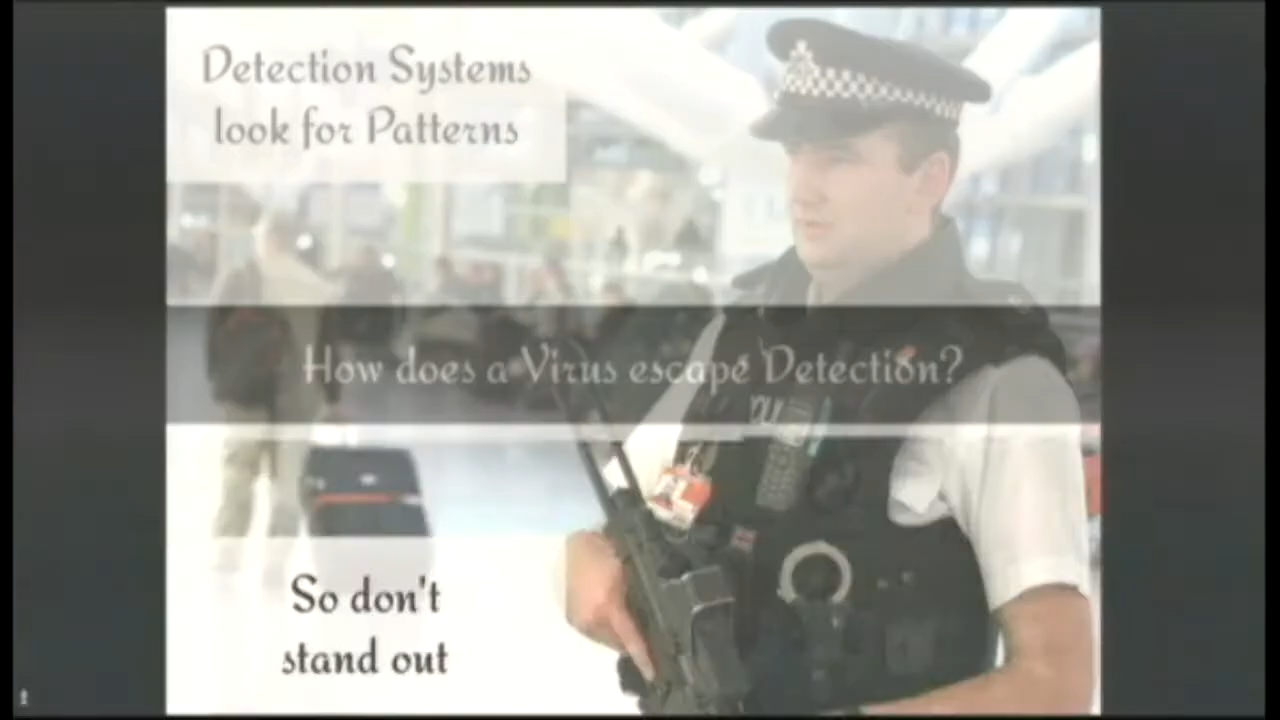 Detection Systems
look for Patterns
How does a Virus escape Detection?
So don't
stand out